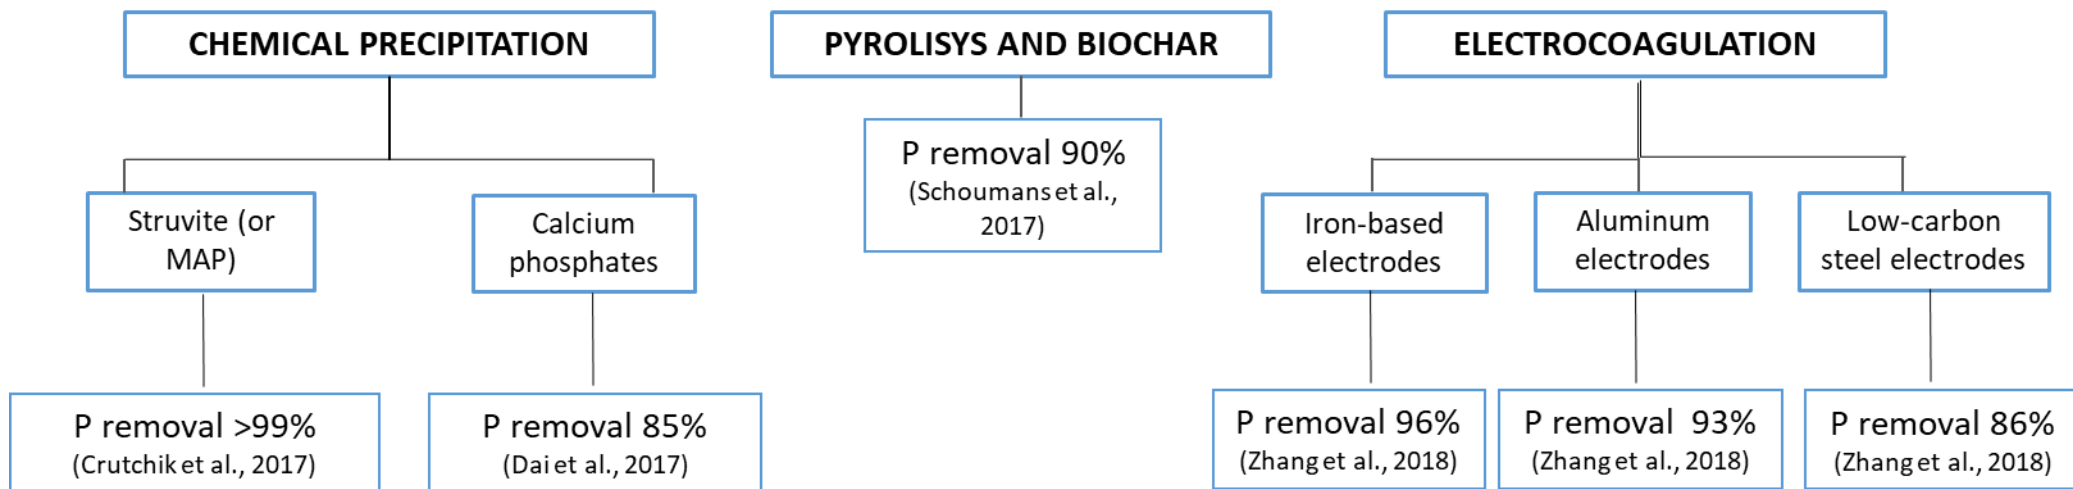 CHEMICAL PRECIPITATION
PYROLISYS AND BIOCHAR
ELECTROCOAGULATION
P removal 90%
(Schoumans et al.,
2017)
Struvite (or
MAP)
Calcium
phosphates
Iron-based
electrodes
Aluminum
electrodes
Low-carbon
steel electrodes
P removal >99%
(Crutchik et al., 2017)
P removal 85%
(Dai et al., 2017)
P removal 96%
(Zhang et al., 2018)
P removal 93%
(Zhang et al., 2018)
P removal 86%
(Zhang et al., 2018)